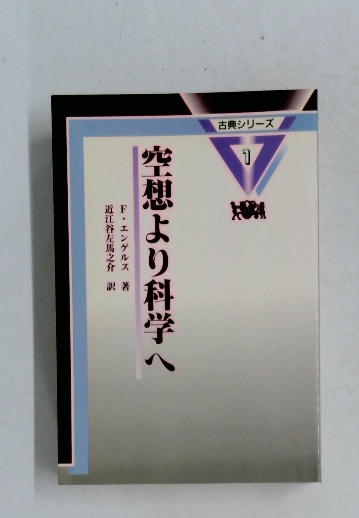 古典シリーズ
1
空想より科学へ
F・エンゲルス 著
近江谷左馬之介 訳